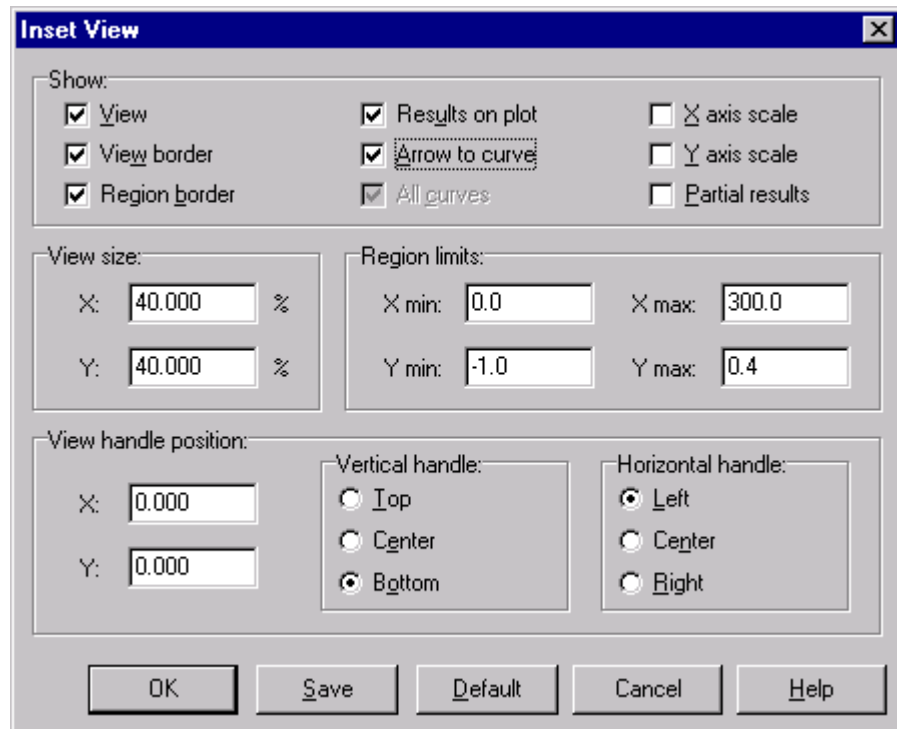 Inset View
Show:
View
Results on plot
X axis scale
View border
Arrow to curve
Y axis scale
Region border
All curves
Partial results
View size:
X: 40.000 %
Y: 40.000 %
Region limits:
X min: 0.0 X max: 300.0
Y min: -1.0 Y max: 0.4
View handle position:
X: 0.000
Y: 0.000
Vertical handle:
Top
Center
Bottom
Horizontal handle:
Left
Center
Right
OK Save Default Cancel Help